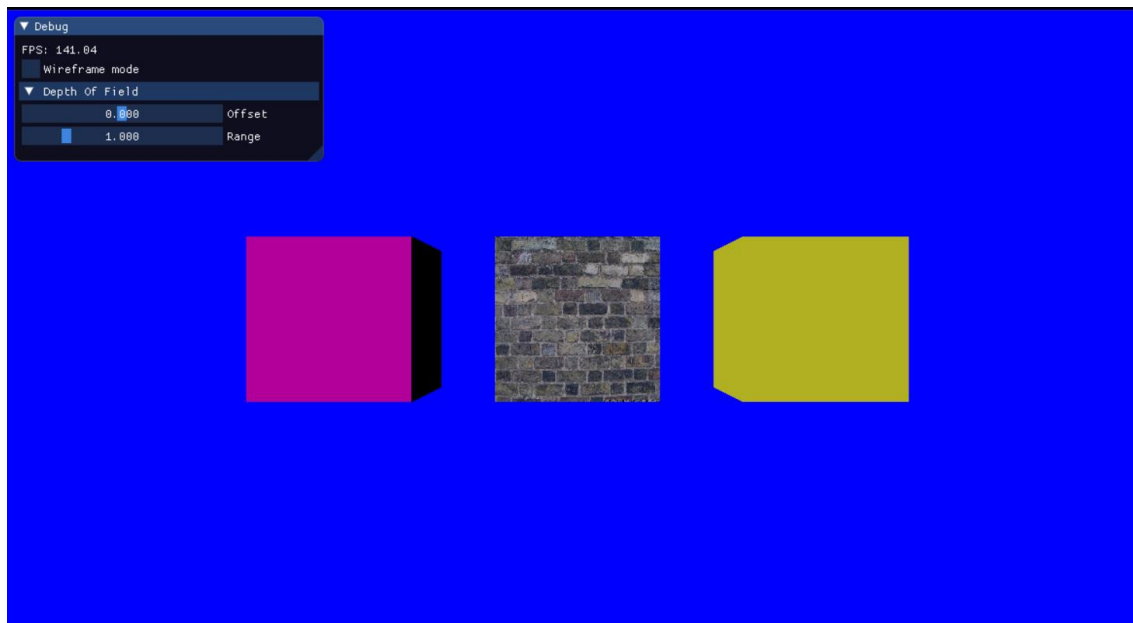 Debug
FPS: 141.04
Wireframe mode
Depth Of Field
0.000 Offset
1.000 Range